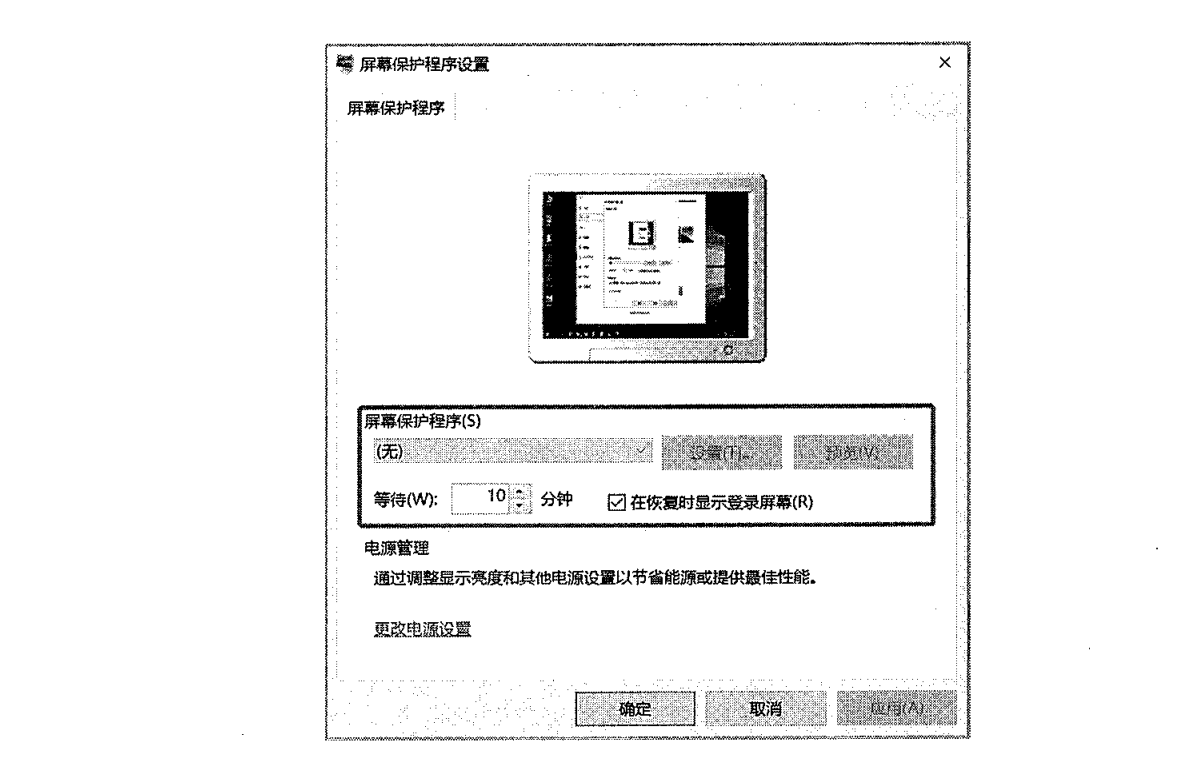 屏幕保护程序设置
屏幕保护程序
屏幕保护程序(S)
(无)
设置(T)...
预览(V)
等待(W): 10 分钟 在恢复时显示登录屏幕(R)
电源管理
通过调整显示亮度和其他电源设置以节省能源或提供最佳性能。
更改电源设置
确定 取消 应用(A)